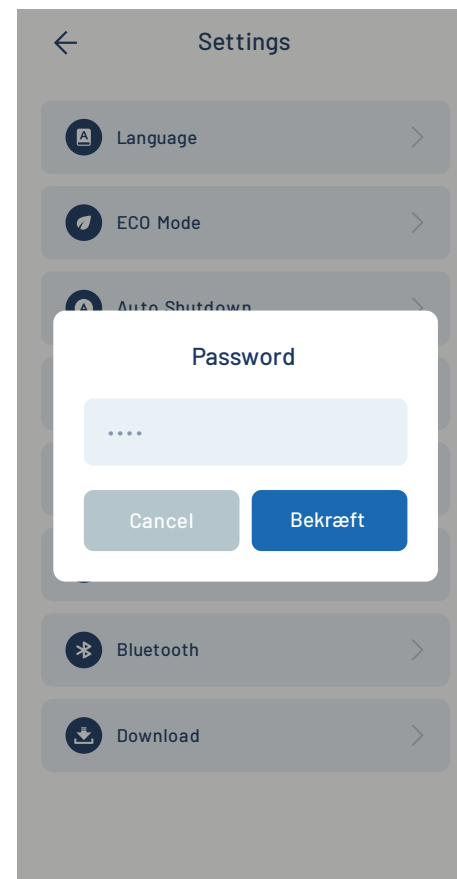 Settings
Language
ECO Mode
Auto Shutdown
Password
••••
Cancel
Bekræft
Bluetooth
Download